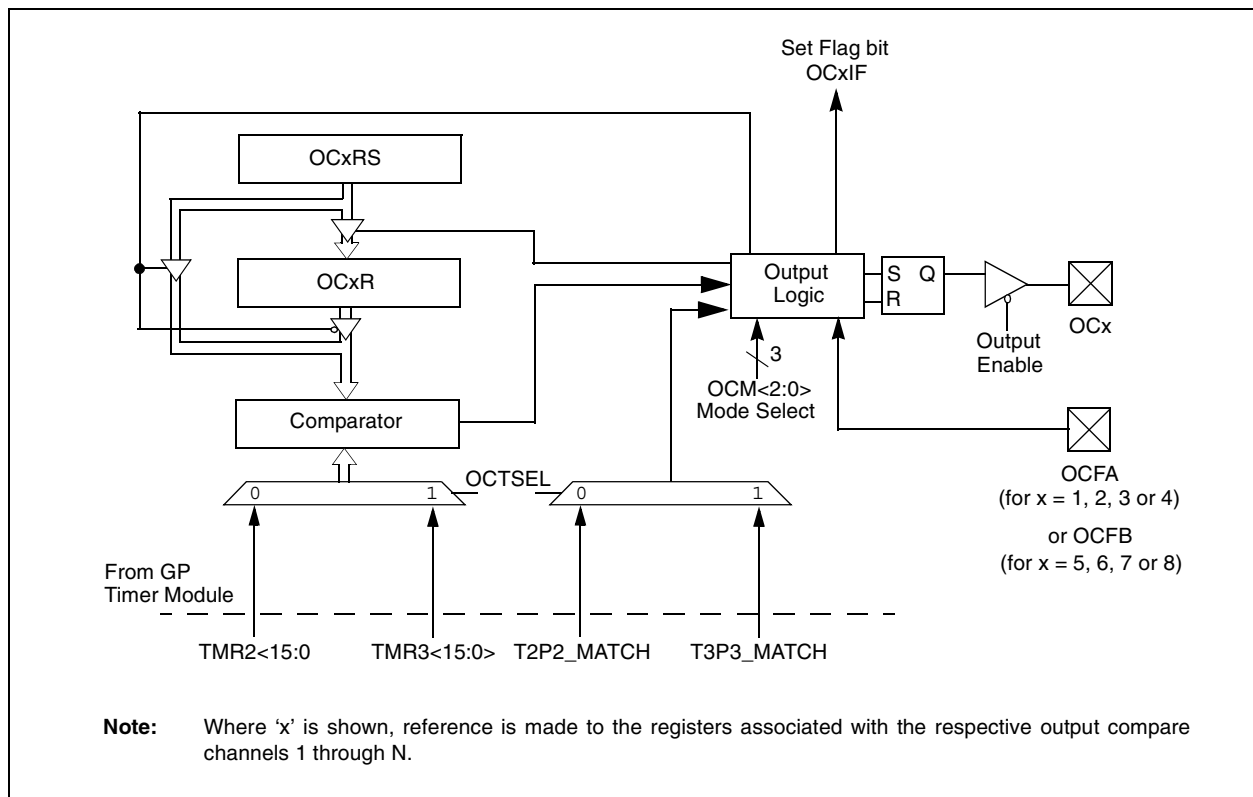 Set Flag bit
OCxIF
OCxRS
OCxR
Output
Logic
S Q
R
OCx
Output
Enable
3
OCM<2:0>
Mode Select
Comparator
OCTSEL
0 1
0 1
OCFA
(for x = 1, 2, 3 or 4)
or OCFB
(for x = 5, 6, 7 or 8)
From GP
Timer Module
TMR2<15:0 TMR3<15:0> T2P2_MATCH T3P3_MATCH
Note: Where ‘x’ is shown, reference is made to the registers associated with the respective output compare
channels 1 through N.